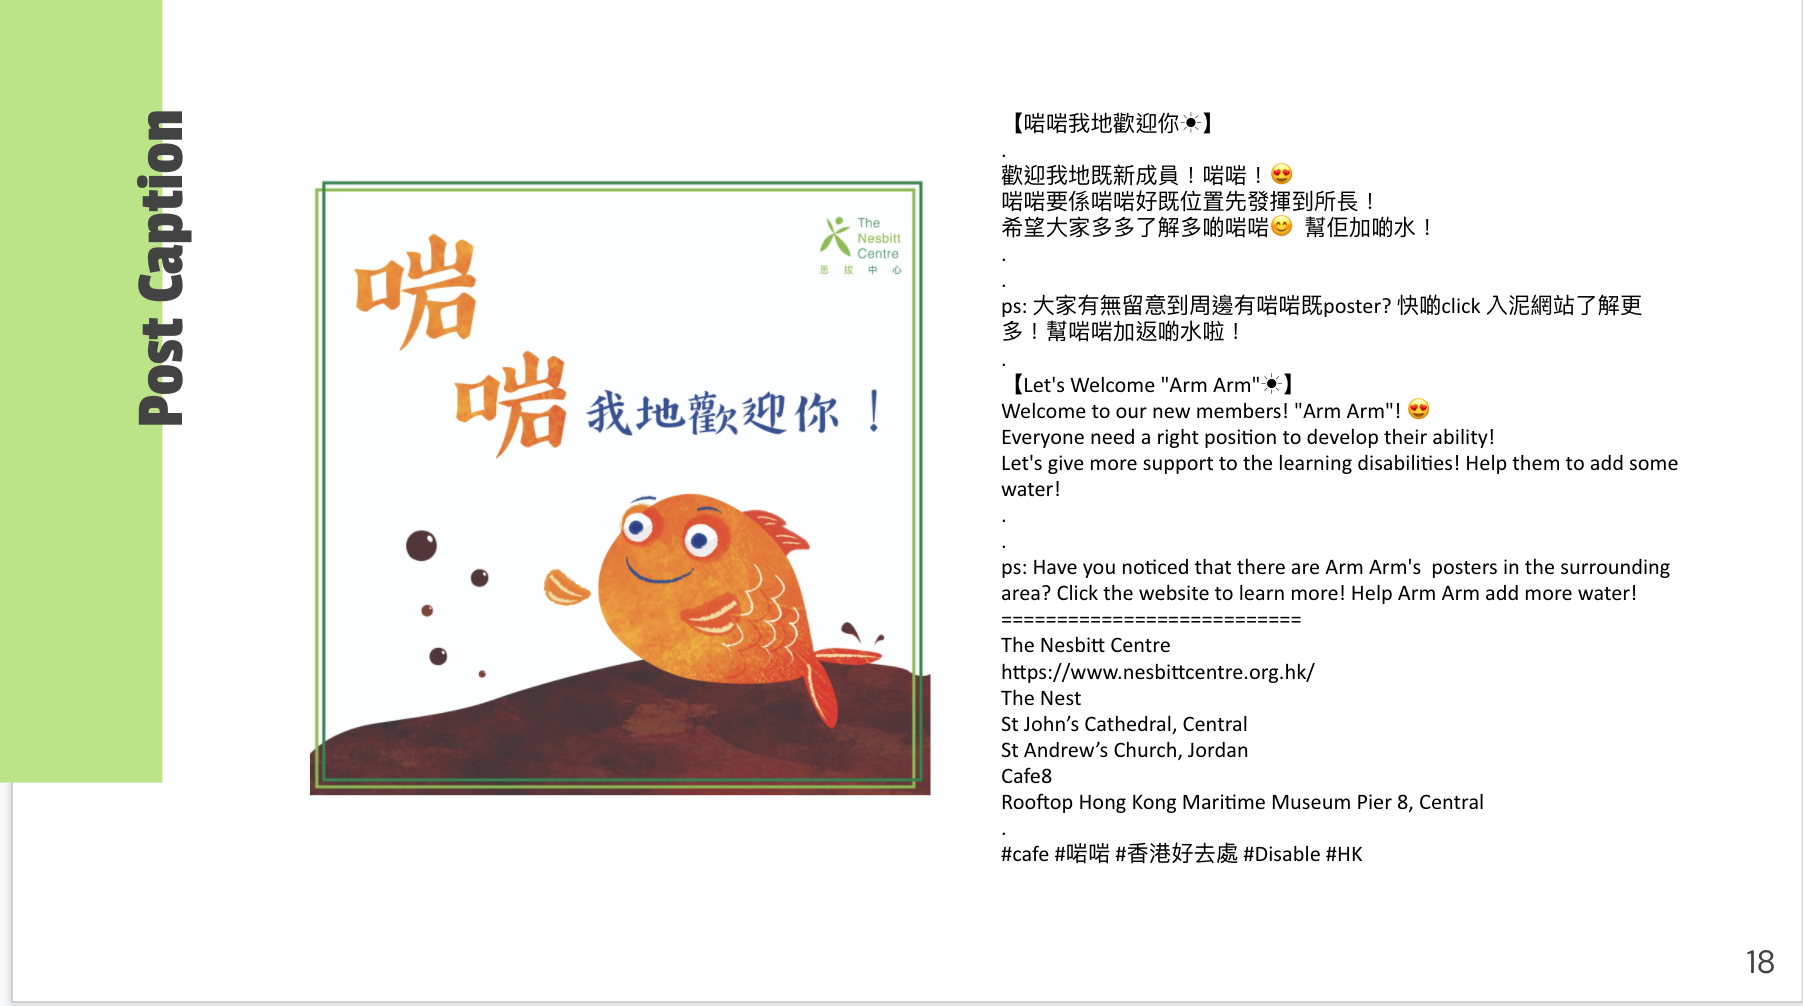 Post Caption
The
Nesbitt
Centre
思拔中心
啱
啱我地歡迎你！
【啱啱我地歡迎你☀】
.
歡迎我地既新成員！啱啱！😍
啱啱要係啱啱好既位置先發揮到所長！
希望大家多多了解多啲啱啱😊 幫佢加啲水！
.
.
ps: 大家有無留意到周邊有啱啱既poster? 快啲click 入泥網站了解更
多！幫啱啱加返啲水啦！
.
【Let's Welcome "Arm Arm"☀】
Welcome to our new members! "Arm Arm"! 😍
Everyone need a right position to develop their ability!
Let's give more support to the learning disabilities! Help them to add some
water!
.
.
ps: Have you noticed that there are Arm Arm's  posters in the surrounding
area? Click the website to learn more! Help Arm Arm add more water!
===========================
The Nesbitt Centre
https://www.nesbittcentre.org.hk/
The Nest
St John’s Cathedral, Central
St Andrew’s Church, Jordan
Cafe8
Rooftop Hong Kong Maritime Museum Pier 8, Central
.
#cafe #啱啱 #香港好去處 #Disable #HK
18